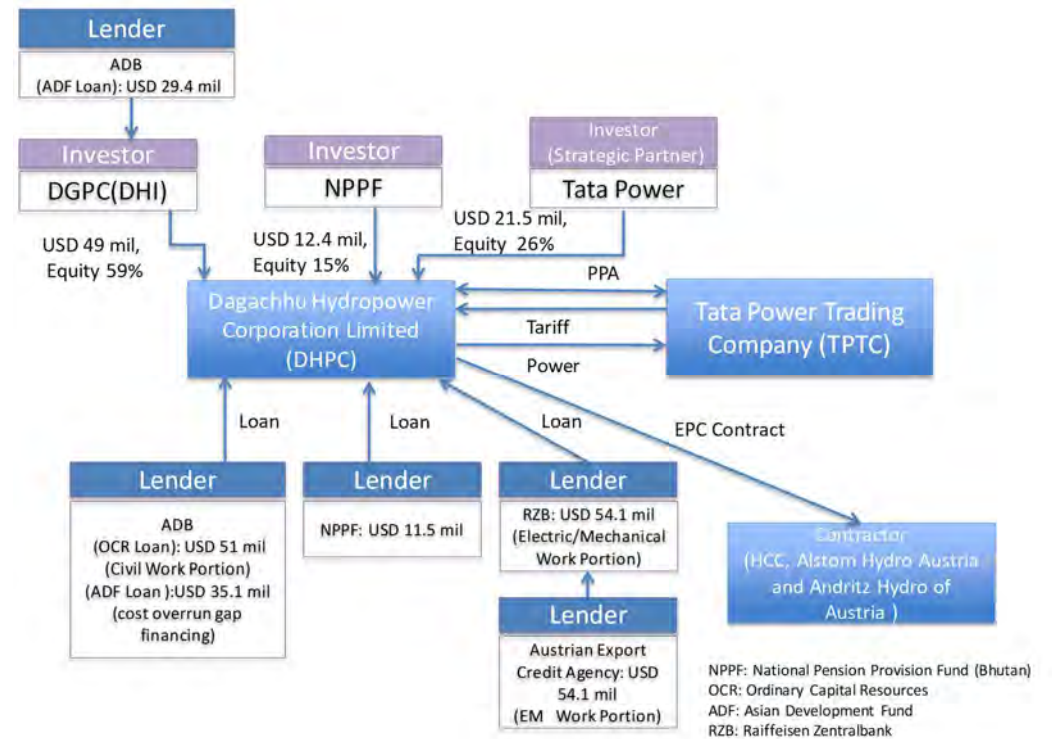 Lender
ADB
(ADF Loan): USD 29.4 mil
Investor
DGPC(DHI)
Investor
NPPF
Investor
(Strategic Partner)
Tata Power
USD 49 mil,
Equity 59%
USD 12.4 mil,
Equity 15%
USD 21.5 mil,
Equity 26%
Dagachhu Hydropower
Corporation Limited
(DHPC)
PPA
Tariff
Power
Tata Power Trading
Company (TPTC)
Loan
Loan
Loan
EPC Contract
Lender
ADB
(OCR Loan): USD 51 mil
(Civil Work Portion)
(ADF Loan ):USD 35.1 mil
(cost overrun gap
financing)
Lender
NPPF: USD 11.5 mil
Lender
RZB: USD 54.1 mil
(Electric/Mechanical
Work Portion)
Lender
Austrian Export
Credit Agency: USD
54.1 mil
(EM Work Portion)
Contractor
(HCC, Alstom Hydro Austria
and Andritz Hydro of
Austria )
NPPF: National Pension Provision Fund (Bhutan)
OCR: Ordinary Capital Resources
ADF: Asian Development Fund
RZB: Raiffeisen Zentralbank